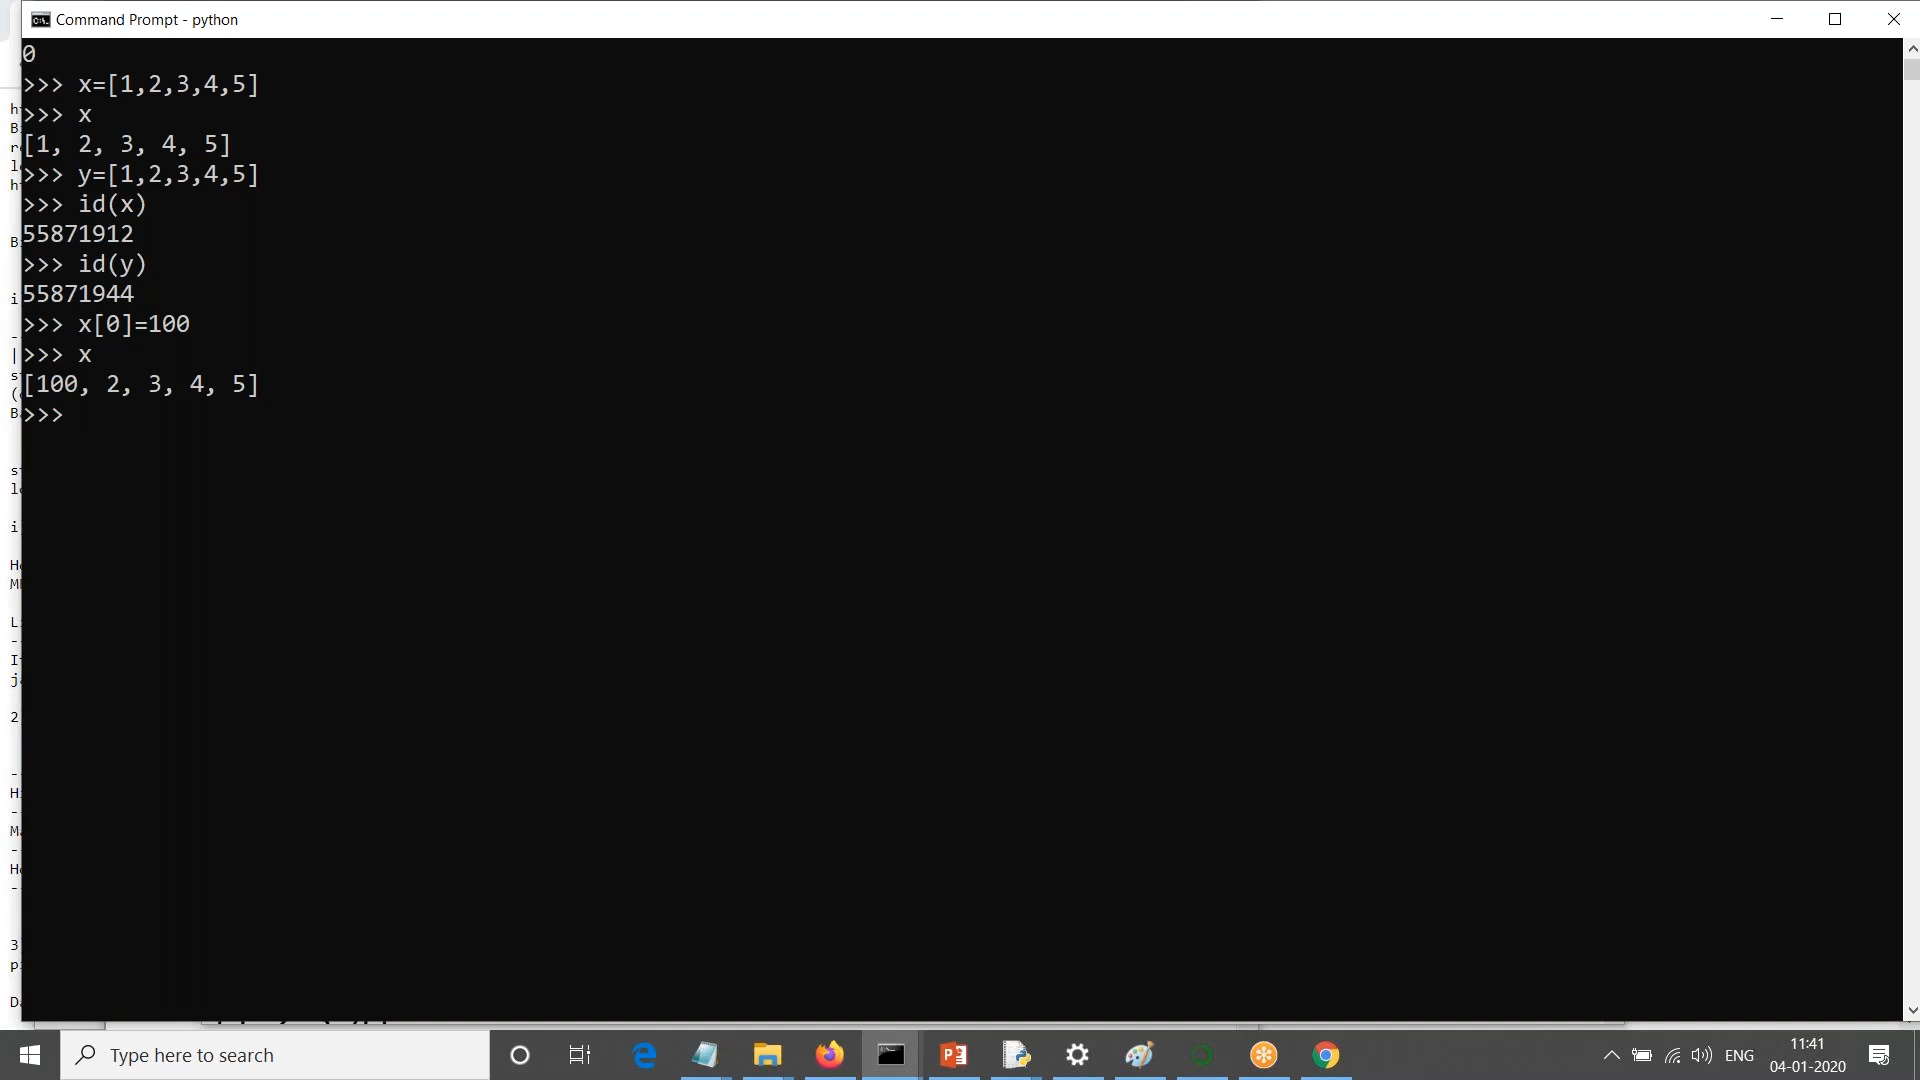 Command Prompt - python
0
>>> x=[1,2,3,4,5]
>>> x
[1, 2, 3, 4, 5]
>>> y=[1,2,3,4,5]
>>> id(x)
55871912
>>> id(y)
55871944
>>> x[0]=100
>>> x
[100, 2, 3, 4, 5]
>>>
Type here to search
ENG
11:41
04-01-2020